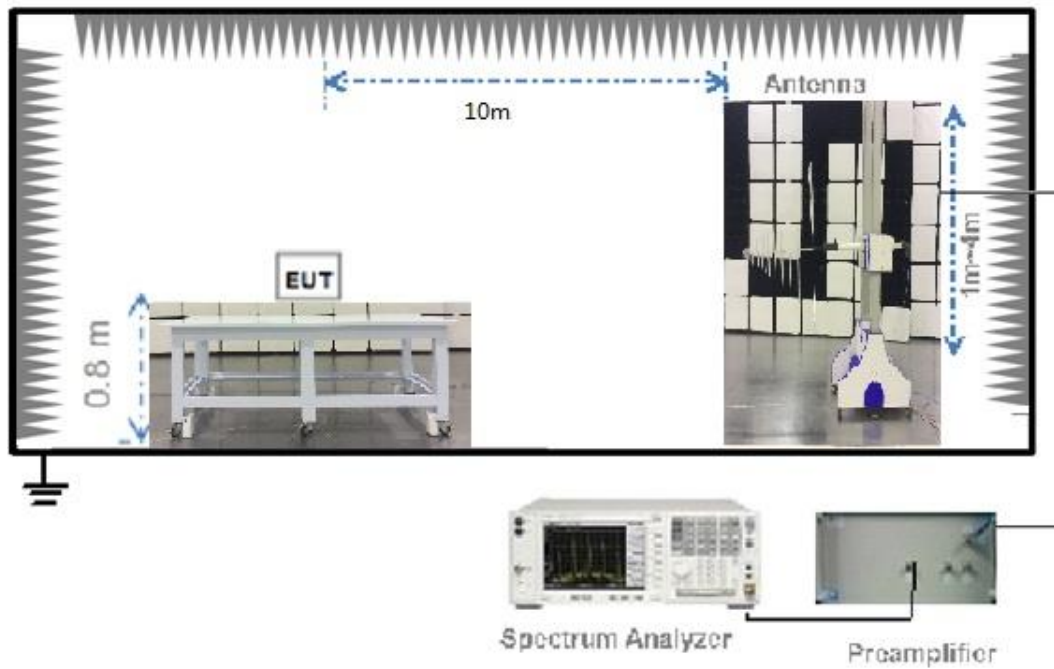 Antenna
10m
EUT
0.8 m
1m~4m
Spectrum Analyzer
Preamplifier